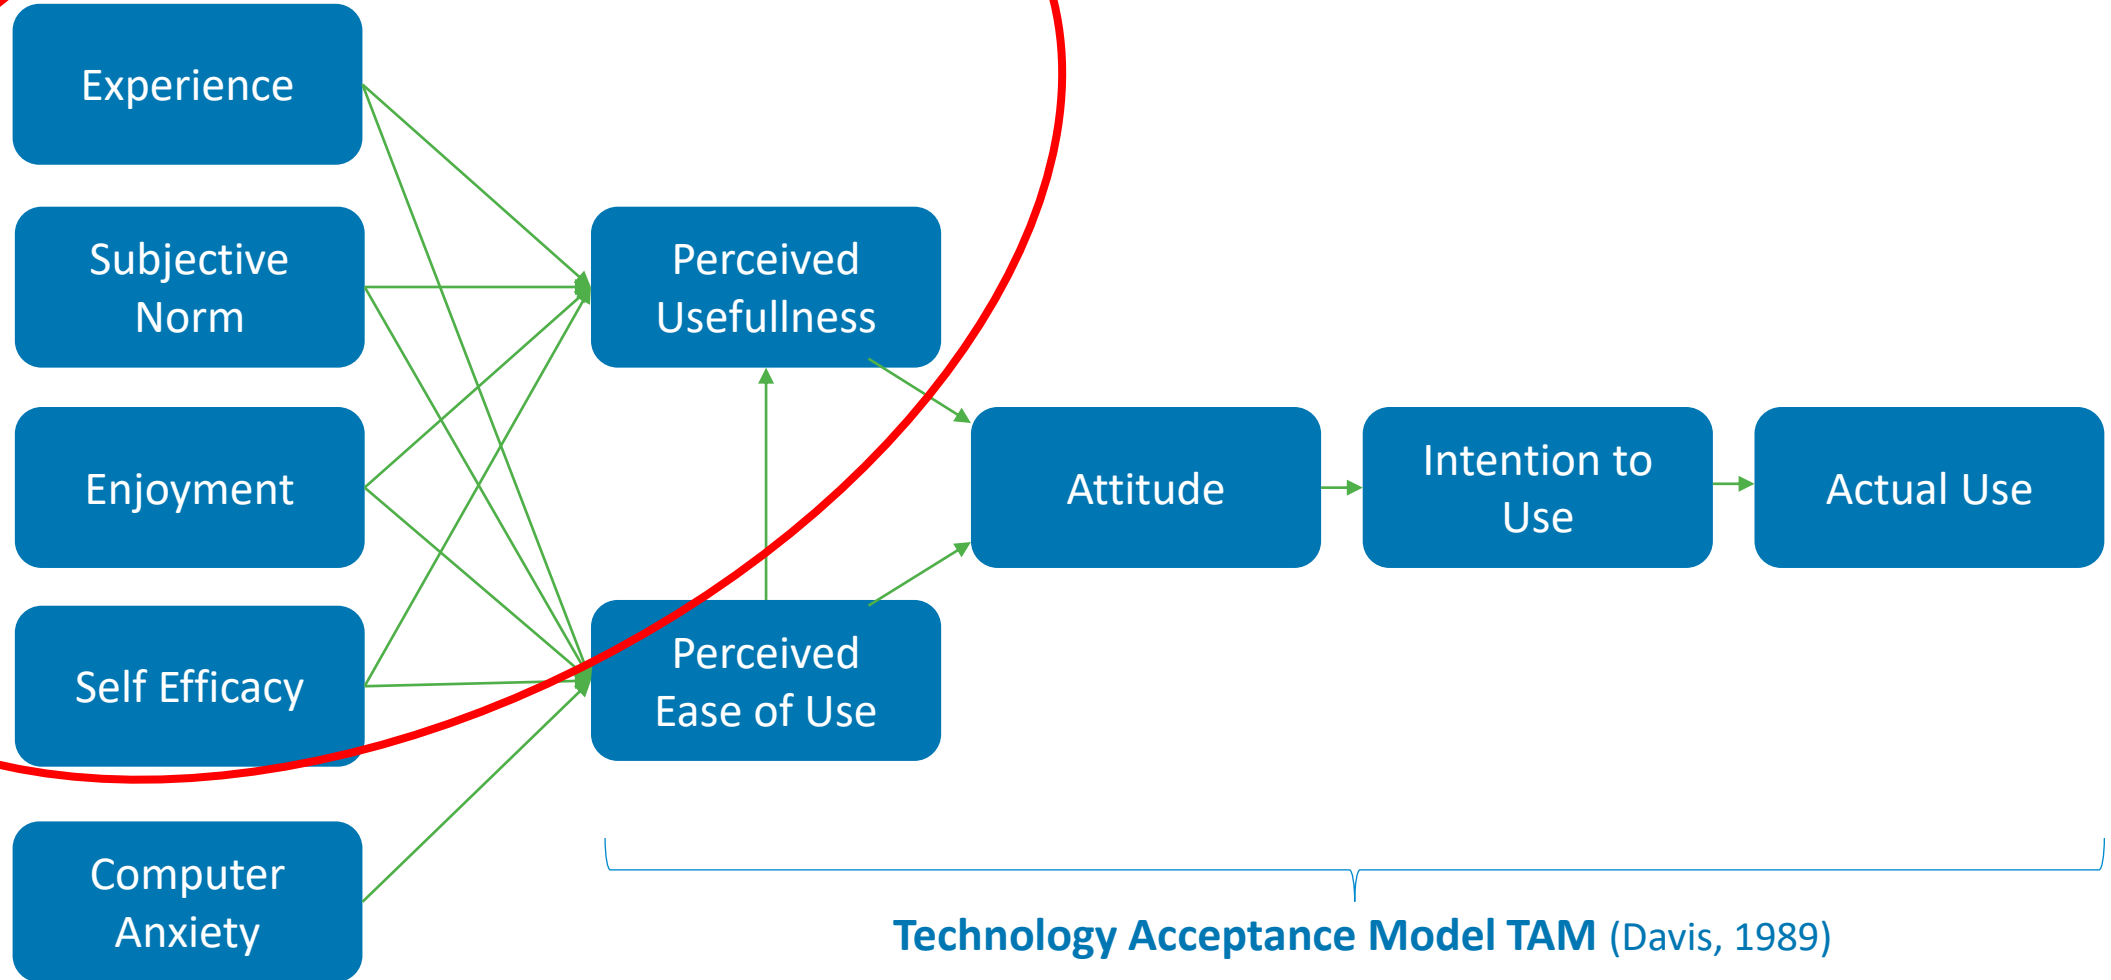 Experience
Subjective
Norm
Perceived
Usefullness
Enjoyment
Attitude
Intention to
Use
Actual Use
Self Efficacy
Perceived
Ease of Use
Computer
Anxiety
Technology Acceptance Model TAM (Davis, 1989)